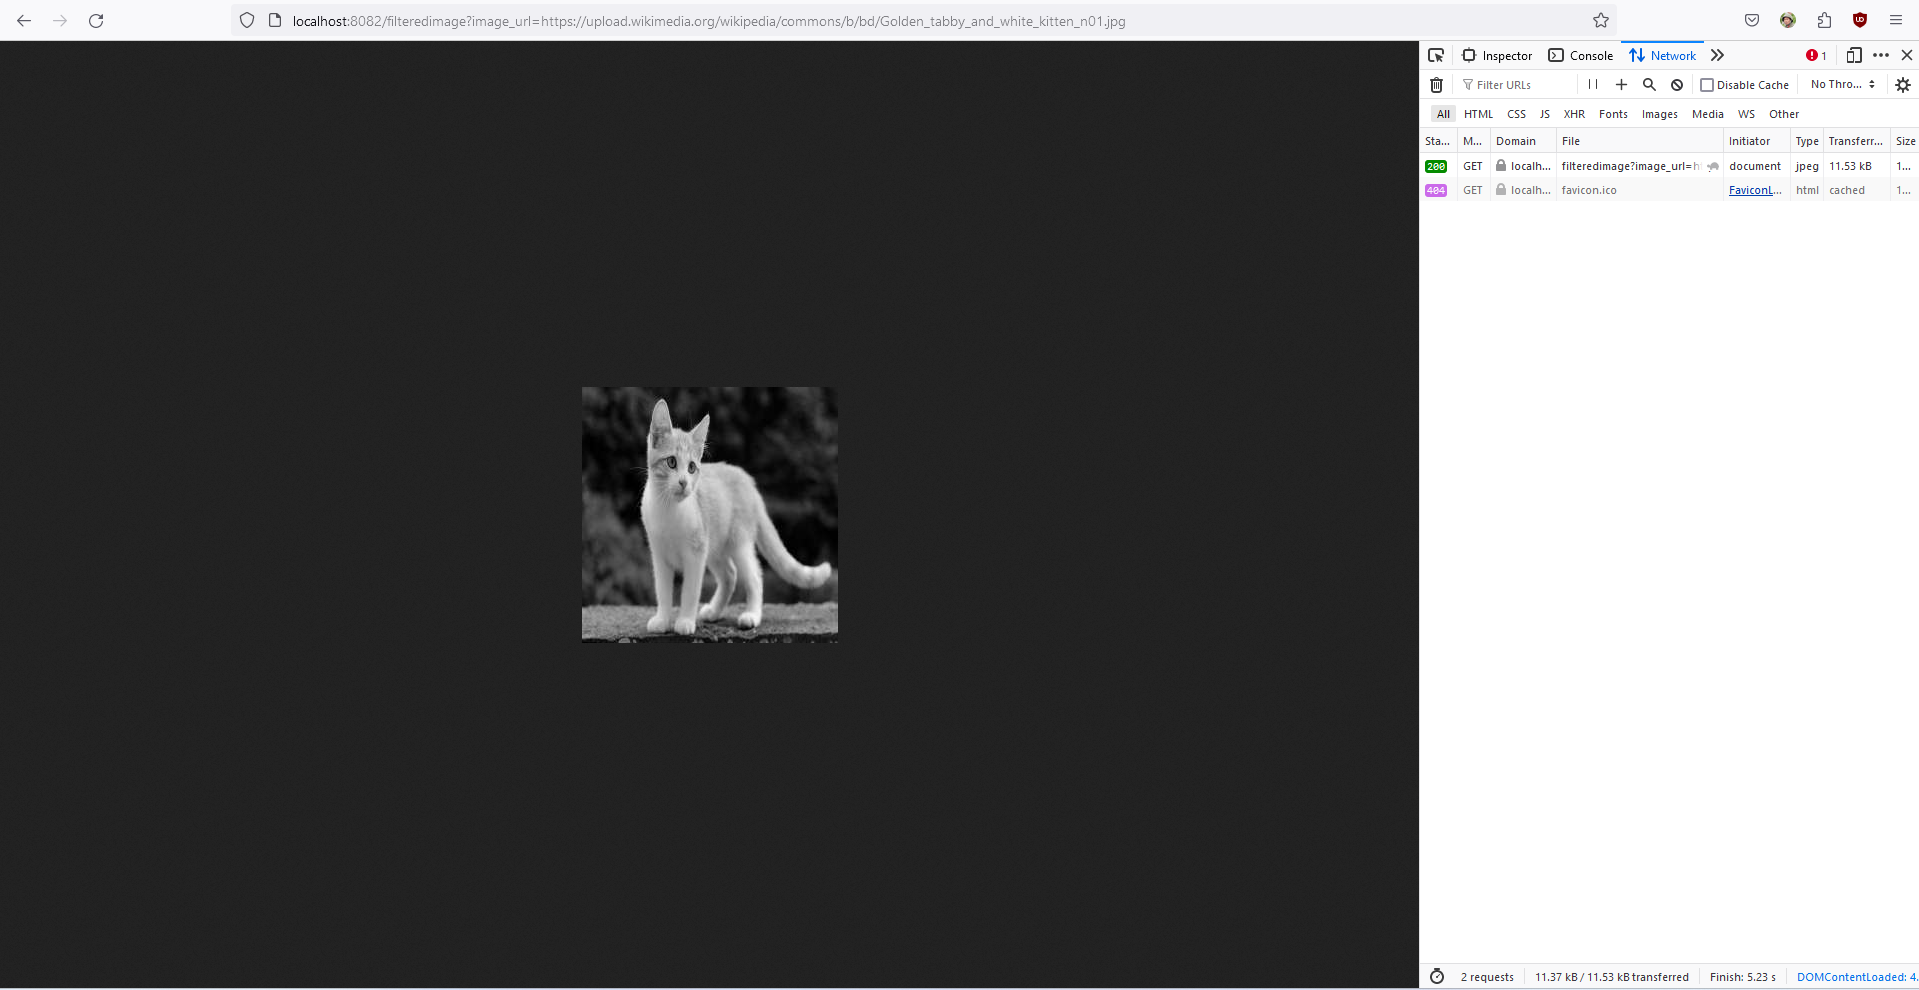 localhost:8082/filteredimage?image_url=https://upload.wikimedia.org/wikipedia/commons/b/bd/Golden_tabby_and_white_kitten_n01.jpg
Inspector Console Network 1
Filter URLs Disable Cache No Thro...
All HTML CSS JS XHR Fonts Images Media WS Other
Sta... M... Domain File Initiator Type Transferr... Size
200 GET localh... filteredimage?image_url= document jpeg 11.53 kB 1...
404 GET localh... favicon.ico FaviconL... html cached 1...
2 requests 11.37 kB / 11.53 kB transferred Finish: 5.23 s DOMContentLoaded: 4.